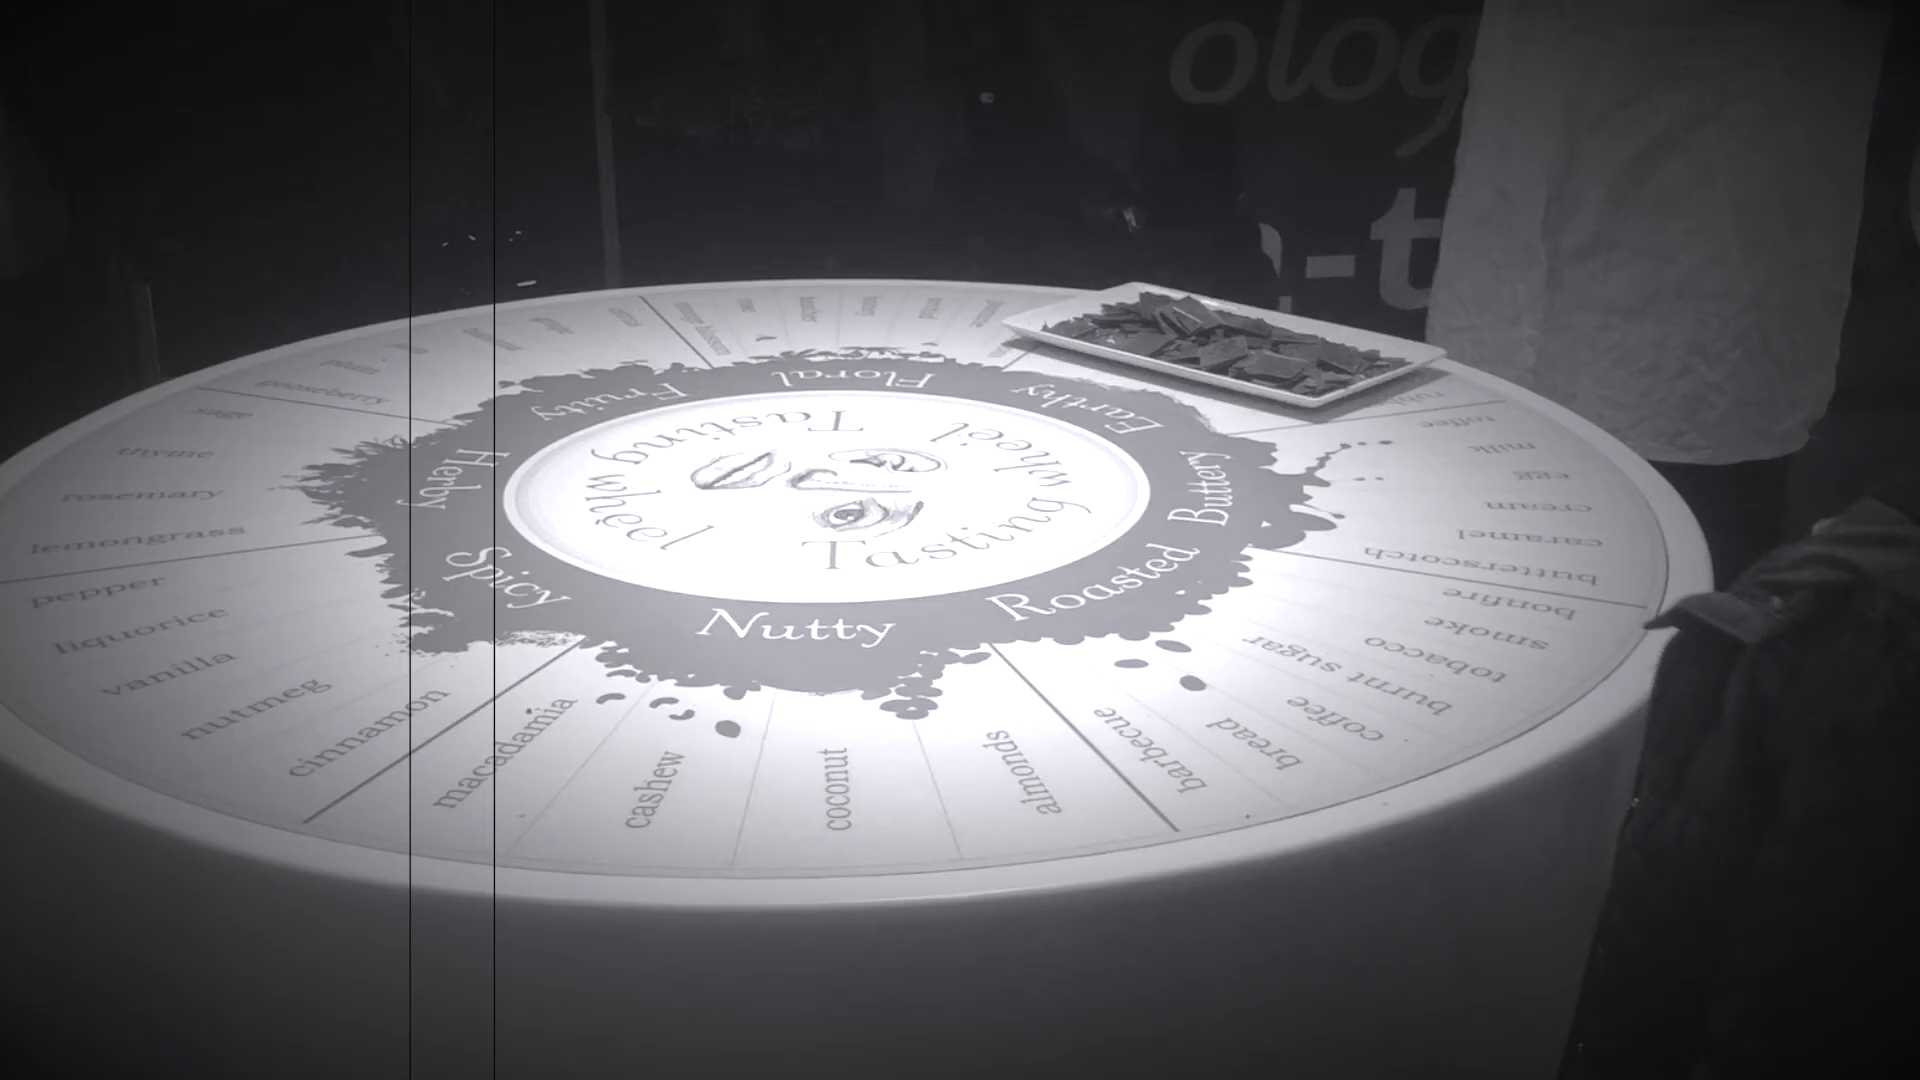 olog
-t
Tasting
wheel
Tasting
wheel
Floral
Earthy
Buttery
Roasted
Nutty
Spicy
Herby
Fruity
toffee
milk
egg
cream
caramel
butterscotch
bonfire
smoke
tobacco
burnt sugar
coffee
bread
barbecue
almonds
coconut
cashew
macadamia
cinnamon
nutmeg
vanilla
liquorice
pepper
lemongrass
rosemary
thyme
sage
gooseberry
plum